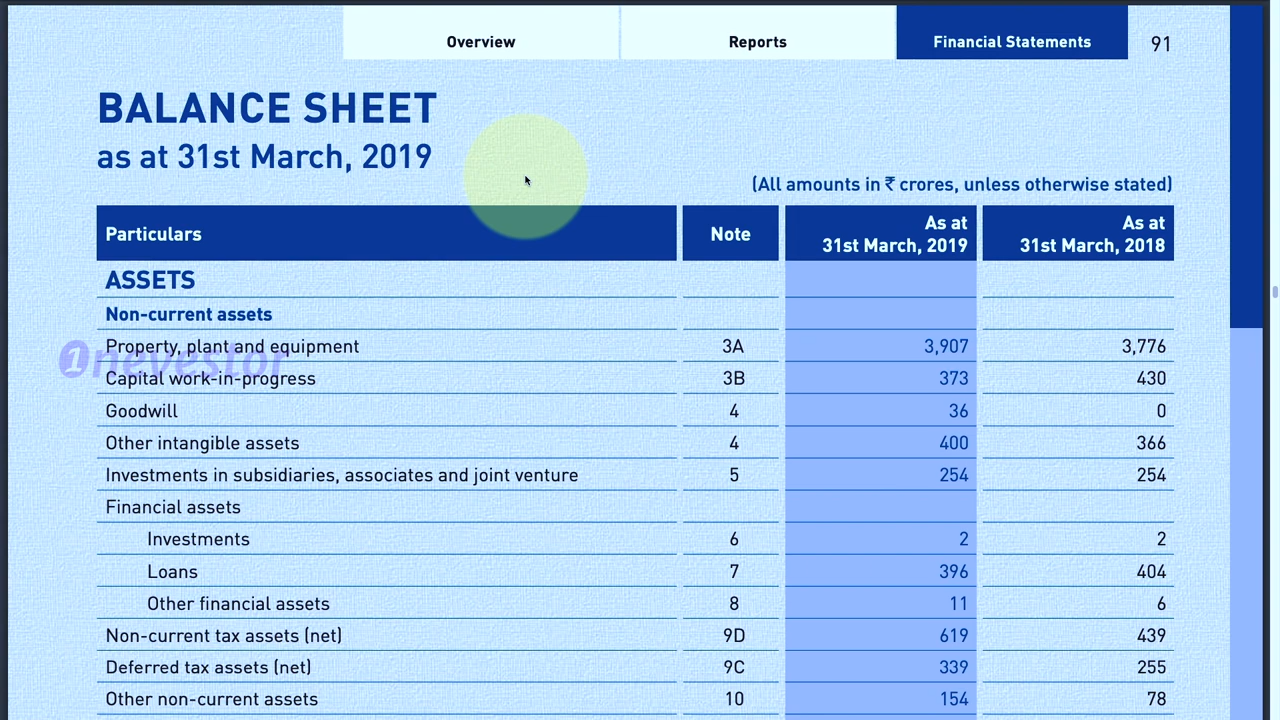 Overview Reports Financial Statements 91
BALANCE SHEET
as at 31st March, 2019
(All amounts in ₹ crores, unless otherwise stated)
Particulars Note As at 31st March, 2019 As at 31st March, 2018
ASSETS
Non-current assets
Property, plant and equipment 3A 3,907 3,776
1nevestor
Capital work-in-progress 3B 373 430
Goodwill 4 36 0
Other intangible assets 4 400 366
Investments in subsidiaries, associates and joint venture 5 254 254
Financial assets
Investments 6 2 2
Loans 7 396 404
Other financial assets 8 11 6
Non-current tax assets (net) 9D 619 439
Deferred tax assets (net) 9C 339 255
Other non-current assets 10 154 78